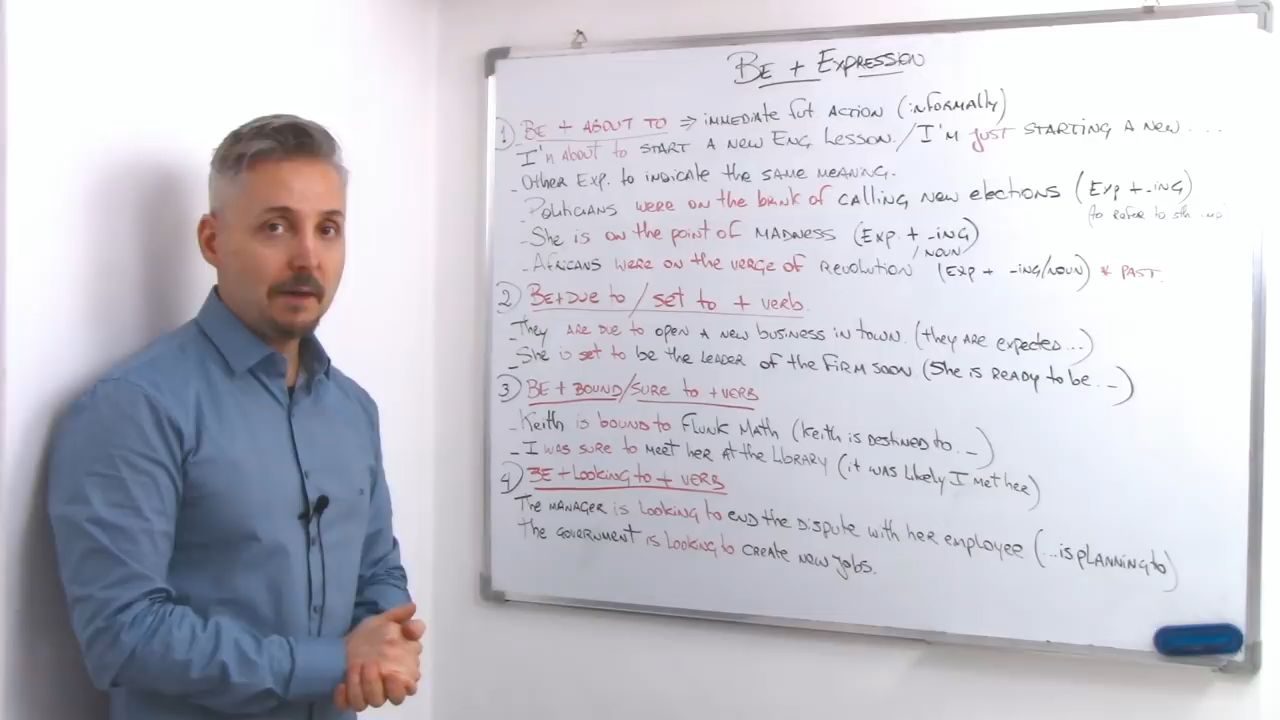 Be + Expression
1) Be + about to => immediate fut action (informally)
I'm about to start a new Eng Lesson. / I'm just starting a new ....
- Other Exp. to indicate the same meaning.
- Politicians were on the brink of calling new elections (Exp + -ing)
(to refer to sth
- She is on the point of madness (Exp. + -ing)
/ noun
- Africans were on the verge of revolution (Exp + -ing/noun) * past.
2) Be + Due to / set to + verb.
- They are due to open a new business in town. (they are expected...)
- She is set to be the leader of the firm soon (She is ready to be...)
3) Be + bound/sure to + verb
- Keith is bound to flunk math (Keith is destined to...)
- I was sure to meet her at the library (it was likely I met her)
4) Be + Looking to + verb
The manager is looking to end the dispute with her employee (...is planning to)
The government is looking to create new jobs.